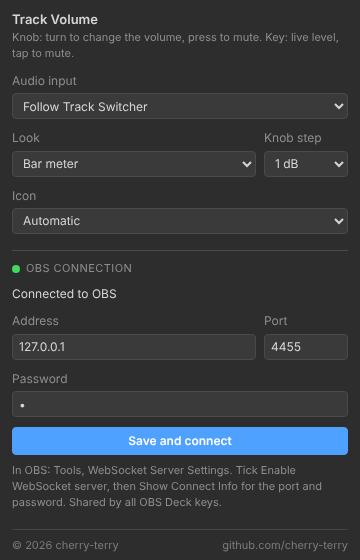 Track Volume
Knob: turn to change the volume, press to mute. Key: live level,
tap to mute.
Audio input
Follow Track Switcher
Look
Knob step
Bar meter
1 dB
Icon
Automatic
OBS CONNECTION
Connected to OBS
Address
Port
127.0.0.1
4455
Password
•
Save and connect
In OBS: Tools, WebSocket Server Settings. Tick Enable
WebSocket server, then Show Connect Info for the port and
password. Shared by all OBS Deck keys.
© 2026 cherry-terry
github.com/cherry-terry